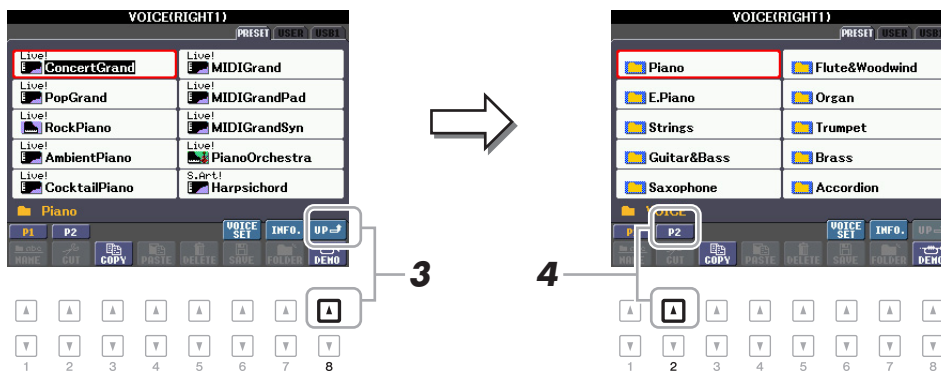 VOICE(RIGHT1)
PRESET USER USB1
Live!
ConcertGrand
Live!
MIDIGrand
Live!
PopGrand
Live!
MIDIGrandPad
Live!
RockPiano
Live!
MIDIGrandSyn
Live!
AmbientPiano
Live!
PianoOrchestra
Live!
CocktailPiano
S.Art!
Harpsichord
Piano
P1 P2 VOICE SET INFO. UP
NAME CUT COPY PASTE DELETE SAVE FOLDER DEMO
3
1 2 3 4 5 6 7 8
VOICE(RIGHT1)
PRESET USER USB1
Piano Flute&Woodwind
E.Piano Organ
Strings Trumpet
Guitar&Bass Brass
Saxophone Accordion
VOICE
P1 P2 VOICE SET INFO. UP
NAME CUT COPY PASTE DELETE SAVE FOLDER DEMO
4
1 2 3 4 5 6 7 8